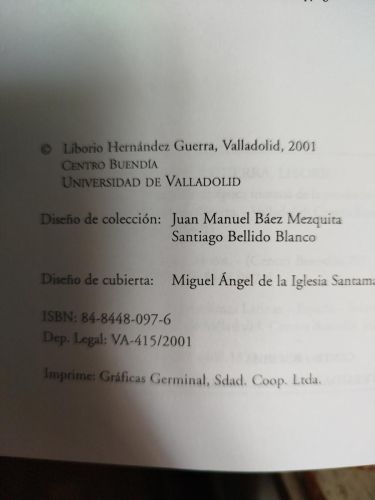 © Liborio Hernández Guerra, Valladolid, 2001
CENTRO BUENDÍA
UNIVERSIDAD DE VALLADOLID
Diseño de colección: Juan Manuel Báez Mezquita
Santiago Bellido Blanco
Diseño de cubierta: Miguel Ángel de la Iglesia Santama
ISBN: 84-8448-097-6
Dep. Legal: VA-415/2001
Imprime: Gráficas Germinal, Sdad. Coop. Ltda.